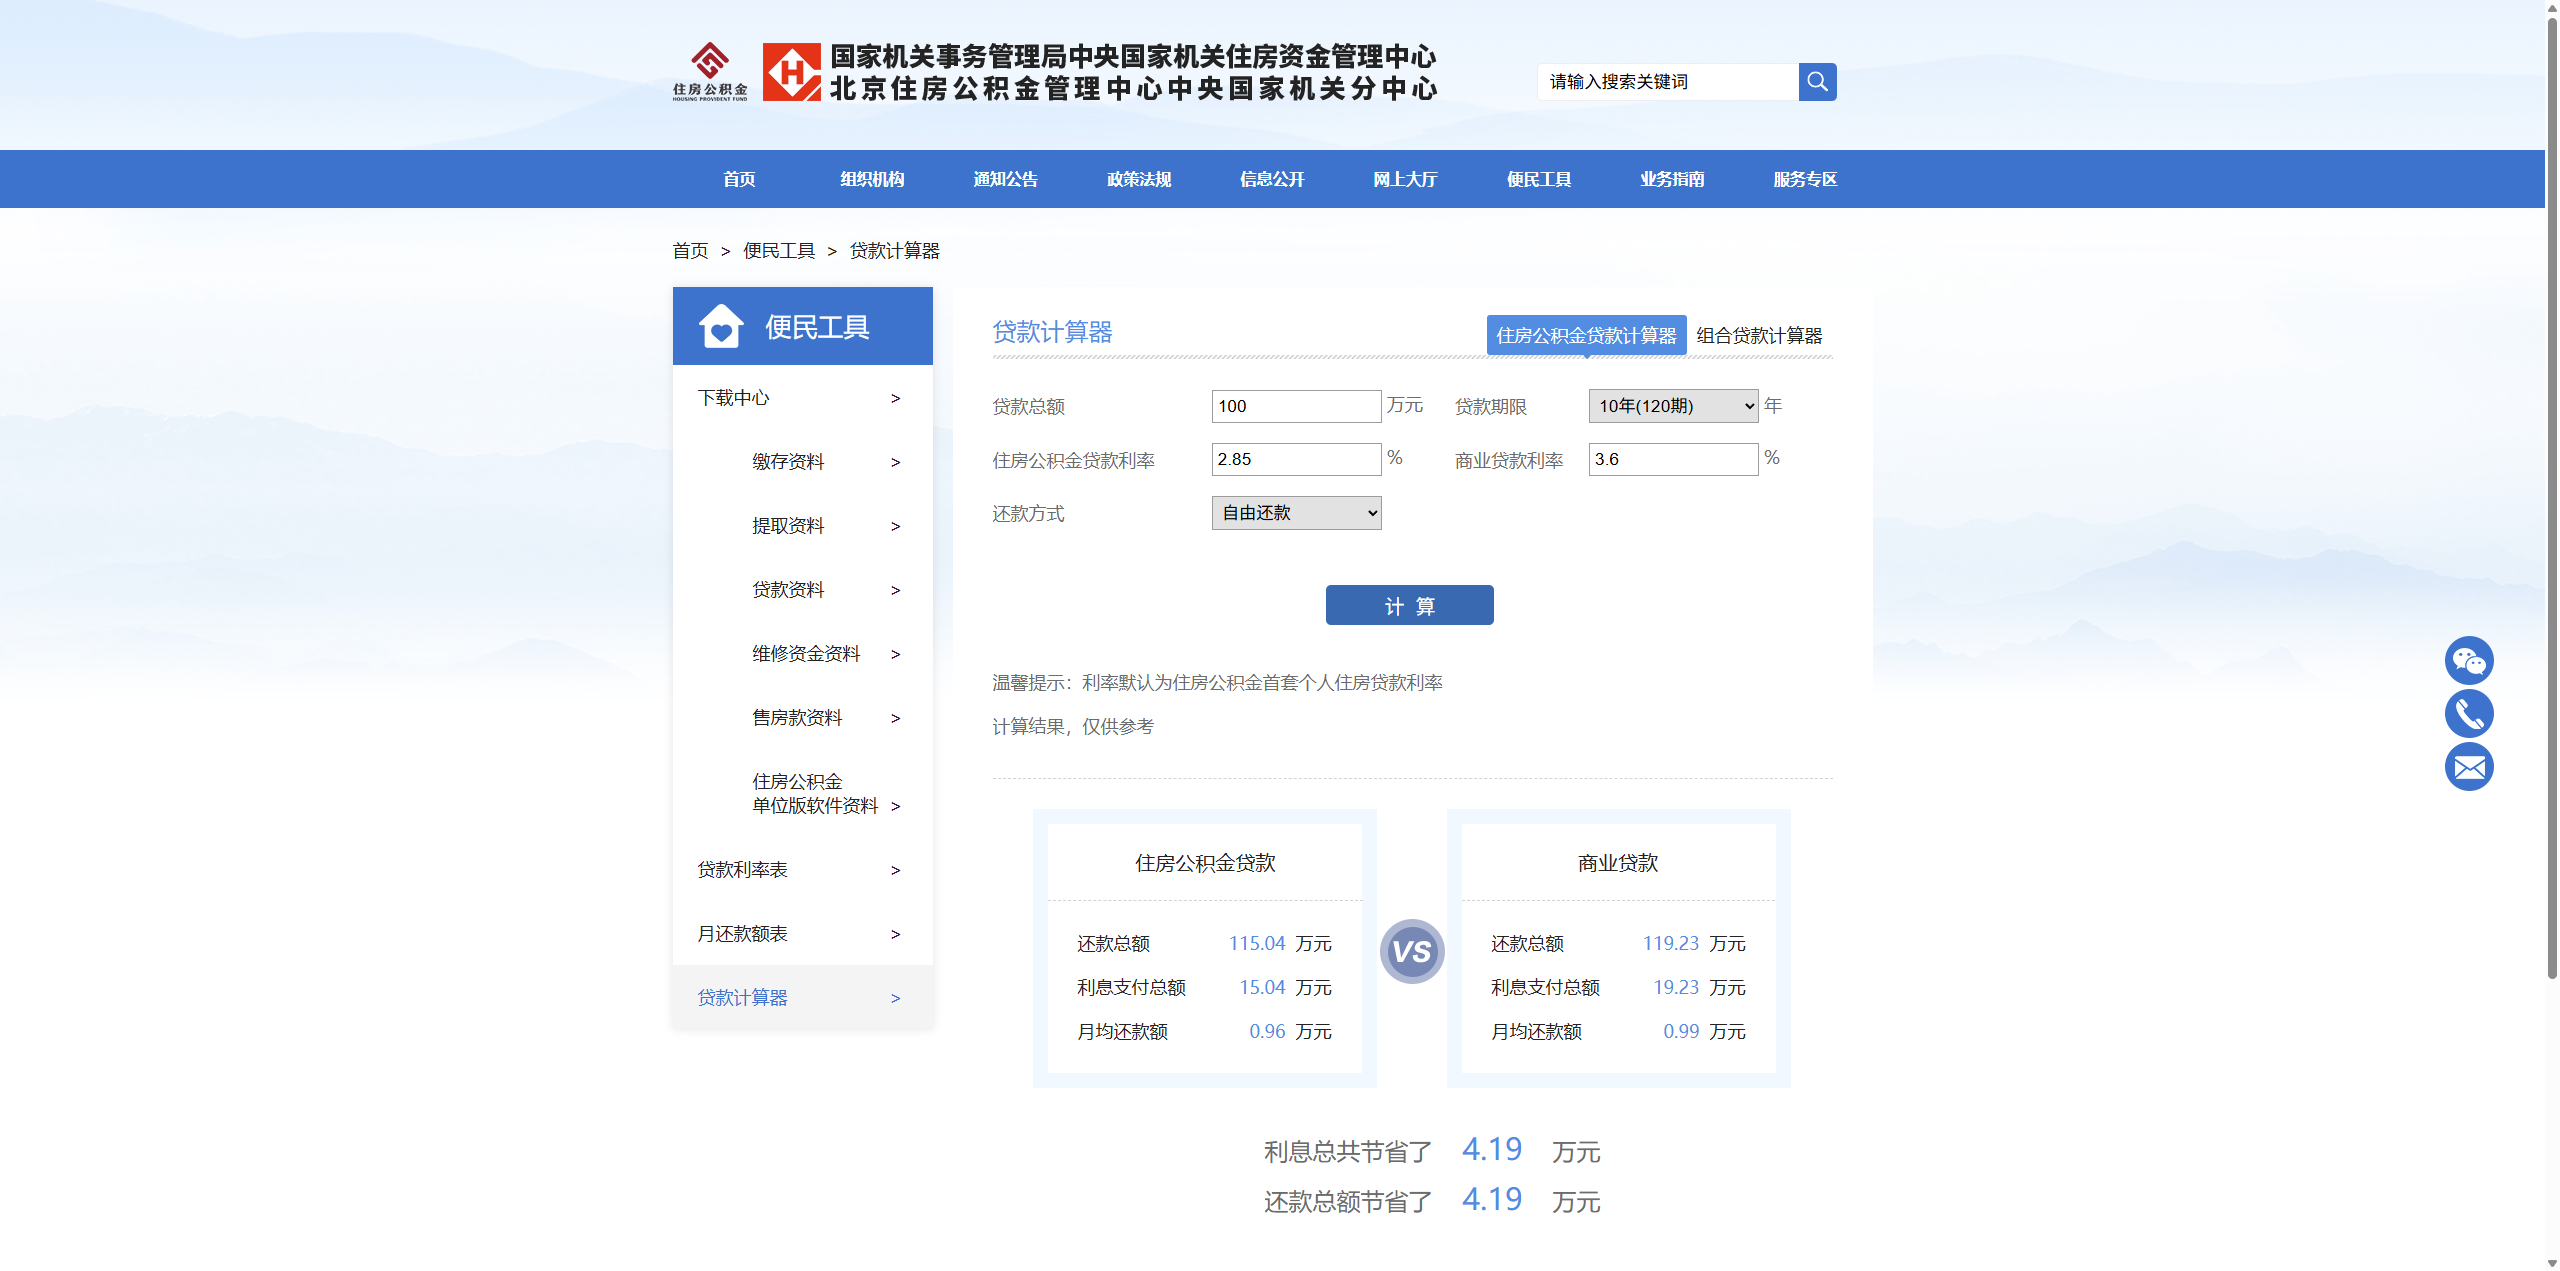 住房公积金
HOUSING PROVIDENT FUND
国家机关事务管理局中央国家机关住房资金管理中心
北京住房公积金管理中心中央国家机关分中心
请输入搜索关键词
首页 组织机构 通知公告 政策法规 信息公开 网上大厅 便民工具 业务指南 服务专区
首页 > 便民工具 > 贷款计算器
便民工具
下载中心 >
缴存资料 >
提取资料 >
贷款资料 >
维修资金资料 >
售房款资料 >
住房公积金
单位版软件资料 >
贷款利率表 >
月还款额表 >
贷款计算器 >
贷款计算器 住房公积金贷款计算器 组合贷款计算器
贷款总额 100 万元 贷款期限 10年(120期) 年
住房公积金贷款利率 2.85 % 商业贷款利率 3.6 %
还款方式 自由还款
计 算
温馨提示：利率默认为住房公积金首套个人住房贷款利率
计算结果，仅供参考
住房公积金贷款
还款总额 115.04 万元
利息支付总额 15.04 万元
月均还款额 0.96 万元
VS
商业贷款
还款总额 119.23 万元
利息支付总额 19.23 万元
月均还款额 0.99 万元
利息总共节省了 4.19 万元
还款总额节省了 4.19 万元